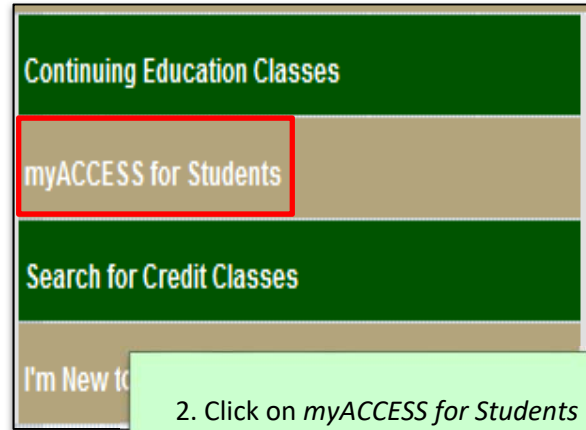 Continuing Education Classes
myACCESS for Students
Search for Credit Classes
I'm New to
2. Click on myACCESS for Students